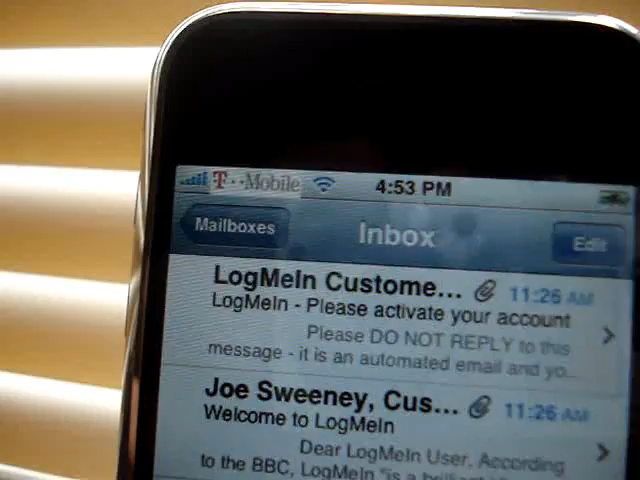 T··Mobile 4:53 PM
Mailboxes Inbox Edit
LogMeIn Custome... 11:26 AM
LogMeIn - Please activate your account
Please DO NOT REPLY to this
message - it is an automated email and yo...
Joe Sweeney, Cus... 11:26 AM
Welcome to LogMeIn
Dear LogMeIn User, According
to the BBC, LogMeIn "is a brilliant